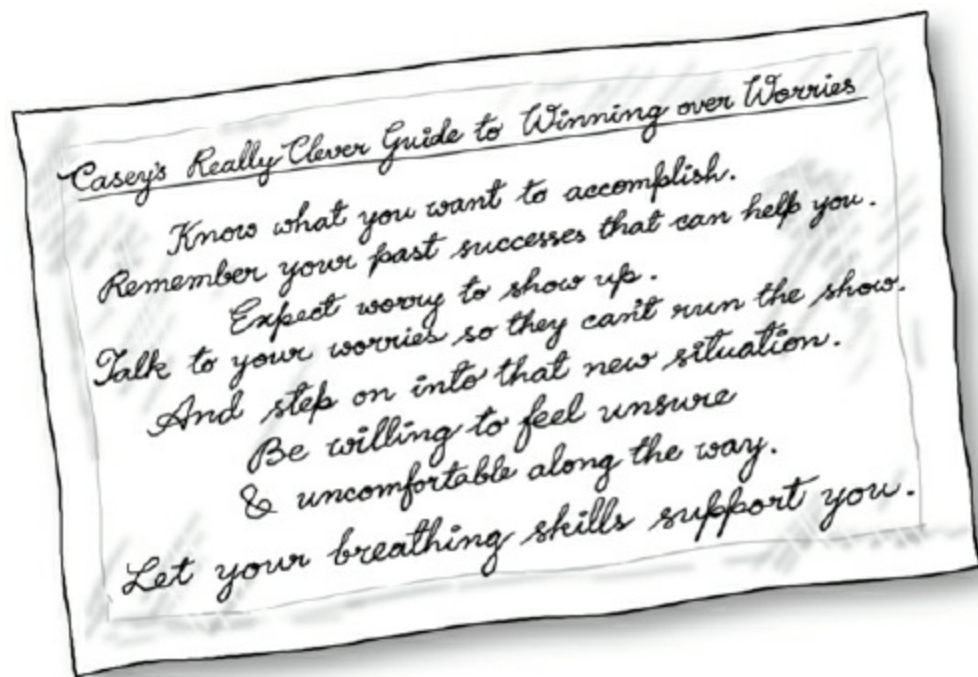 Casey's Really Clever Guide to Winning over Worries
Know what you want to accomplish.
Remember your past successes that can help you.
Expect worry to show up.
Talk to your worries so they can't run the show.
And step on into that new situation.
Be willing to feel unsure
& uncomfortable along the way.
Let your breathing skills support you.